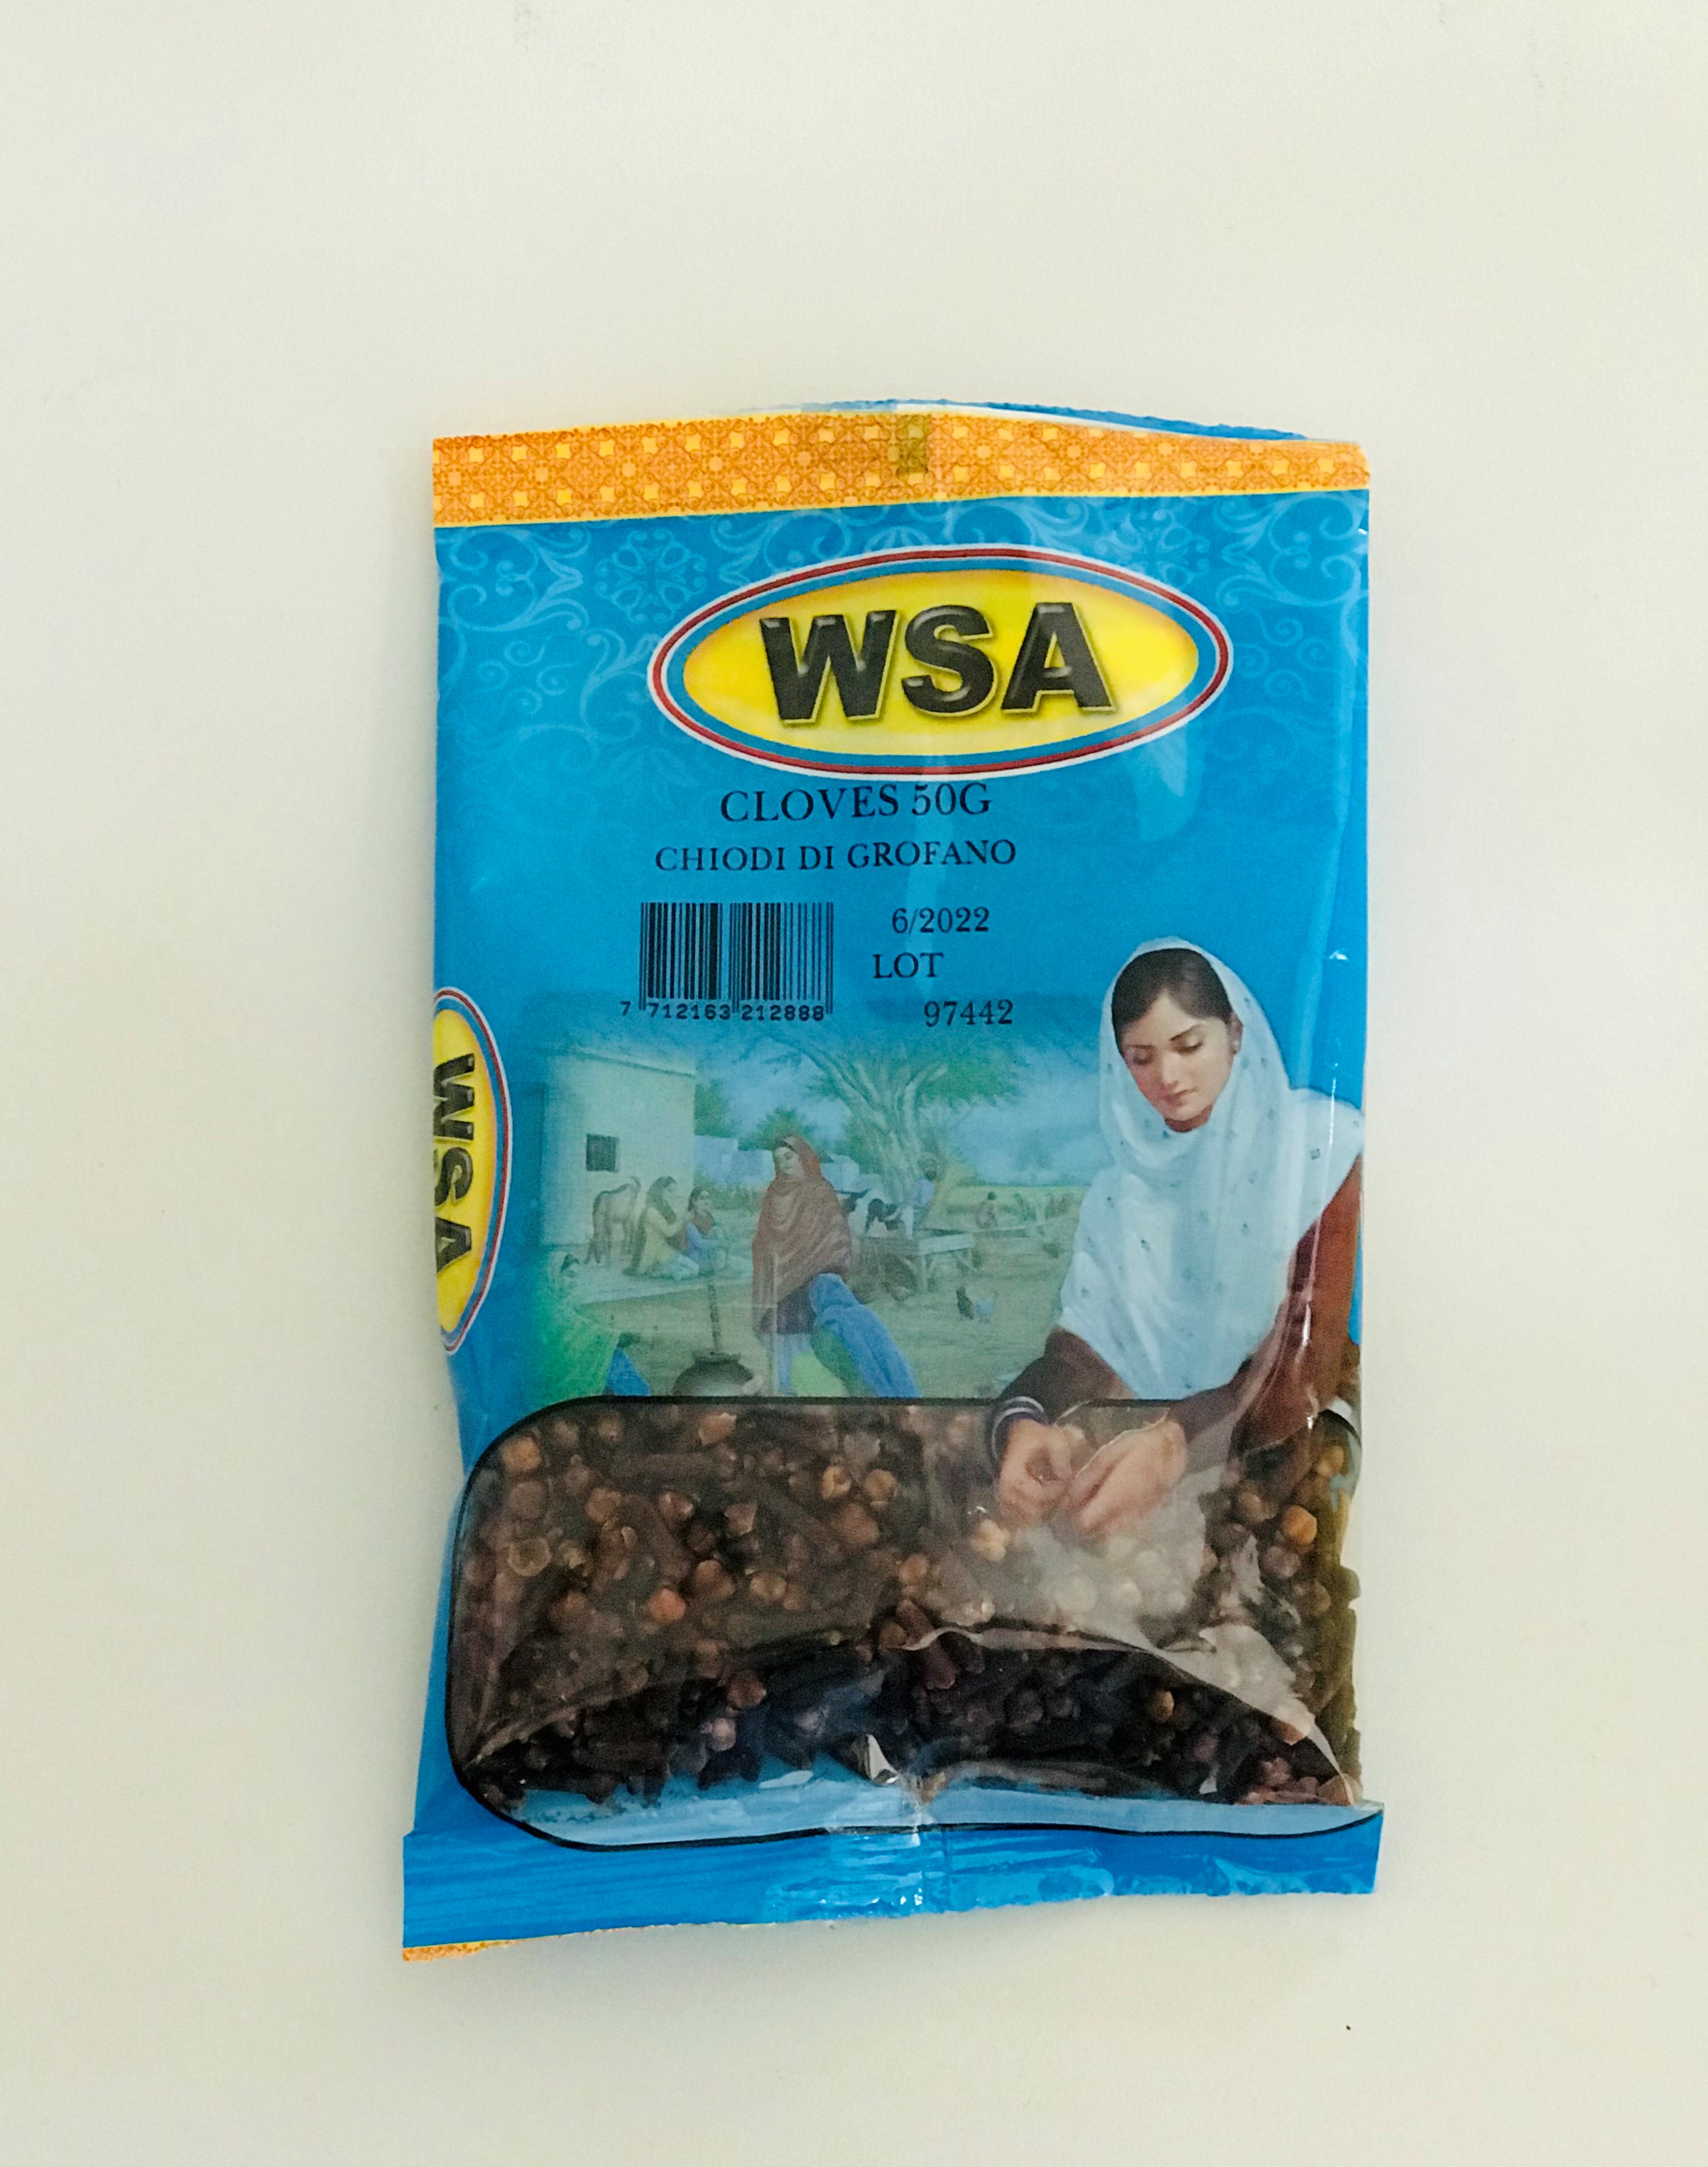 WSA
CLOVES 50G
CHIODI DI GROFANO
6/2022
LOT
97442
7 712163 212888
WSA